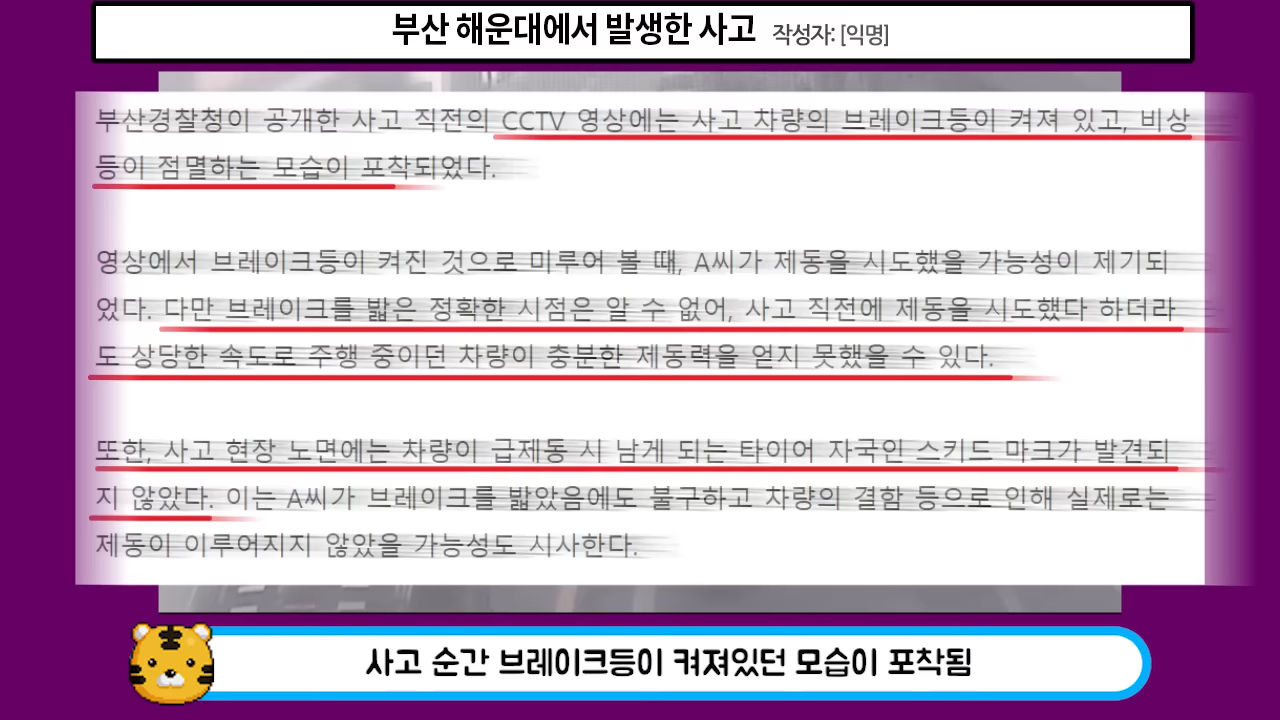 부산 해운대에서 발생한 사고 작성자: [익명]
부산경찰청이 공개한 사고 직전의 CCTV 영상에는 사고 차량의 브레이크등이 켜져 있고, 비상
등이 점멸하는 모습이 포착되었다.
영상에서 브레이크등이 켜진 것으로 미루어 볼 때, A씨가 제동을 시도했을 가능성이 제기되
었다. 다만 브레이크를 밟은 정확한 시점은 알 수 없어, 사고 직전에 제동을 시도했다 하더라
도 상당한 속도로 주행 중이던 차량이 충분한 제동력을 얻지 못했을 수 있다.
또한, 사고 현장 노면에는 차량이 급제동 시 남게 되는 타이어 자국인 스키드 마크가 발견되
지 않았다. 이는 A씨가 브레이크를 밟았음에도 불구하고 차량의 결함 등으로 인해 실제로는
제동이 이루어지지 않았을 가능성도 시사한다.
사고 순간 브레이크등이 켜져있던 모습이 포착됨